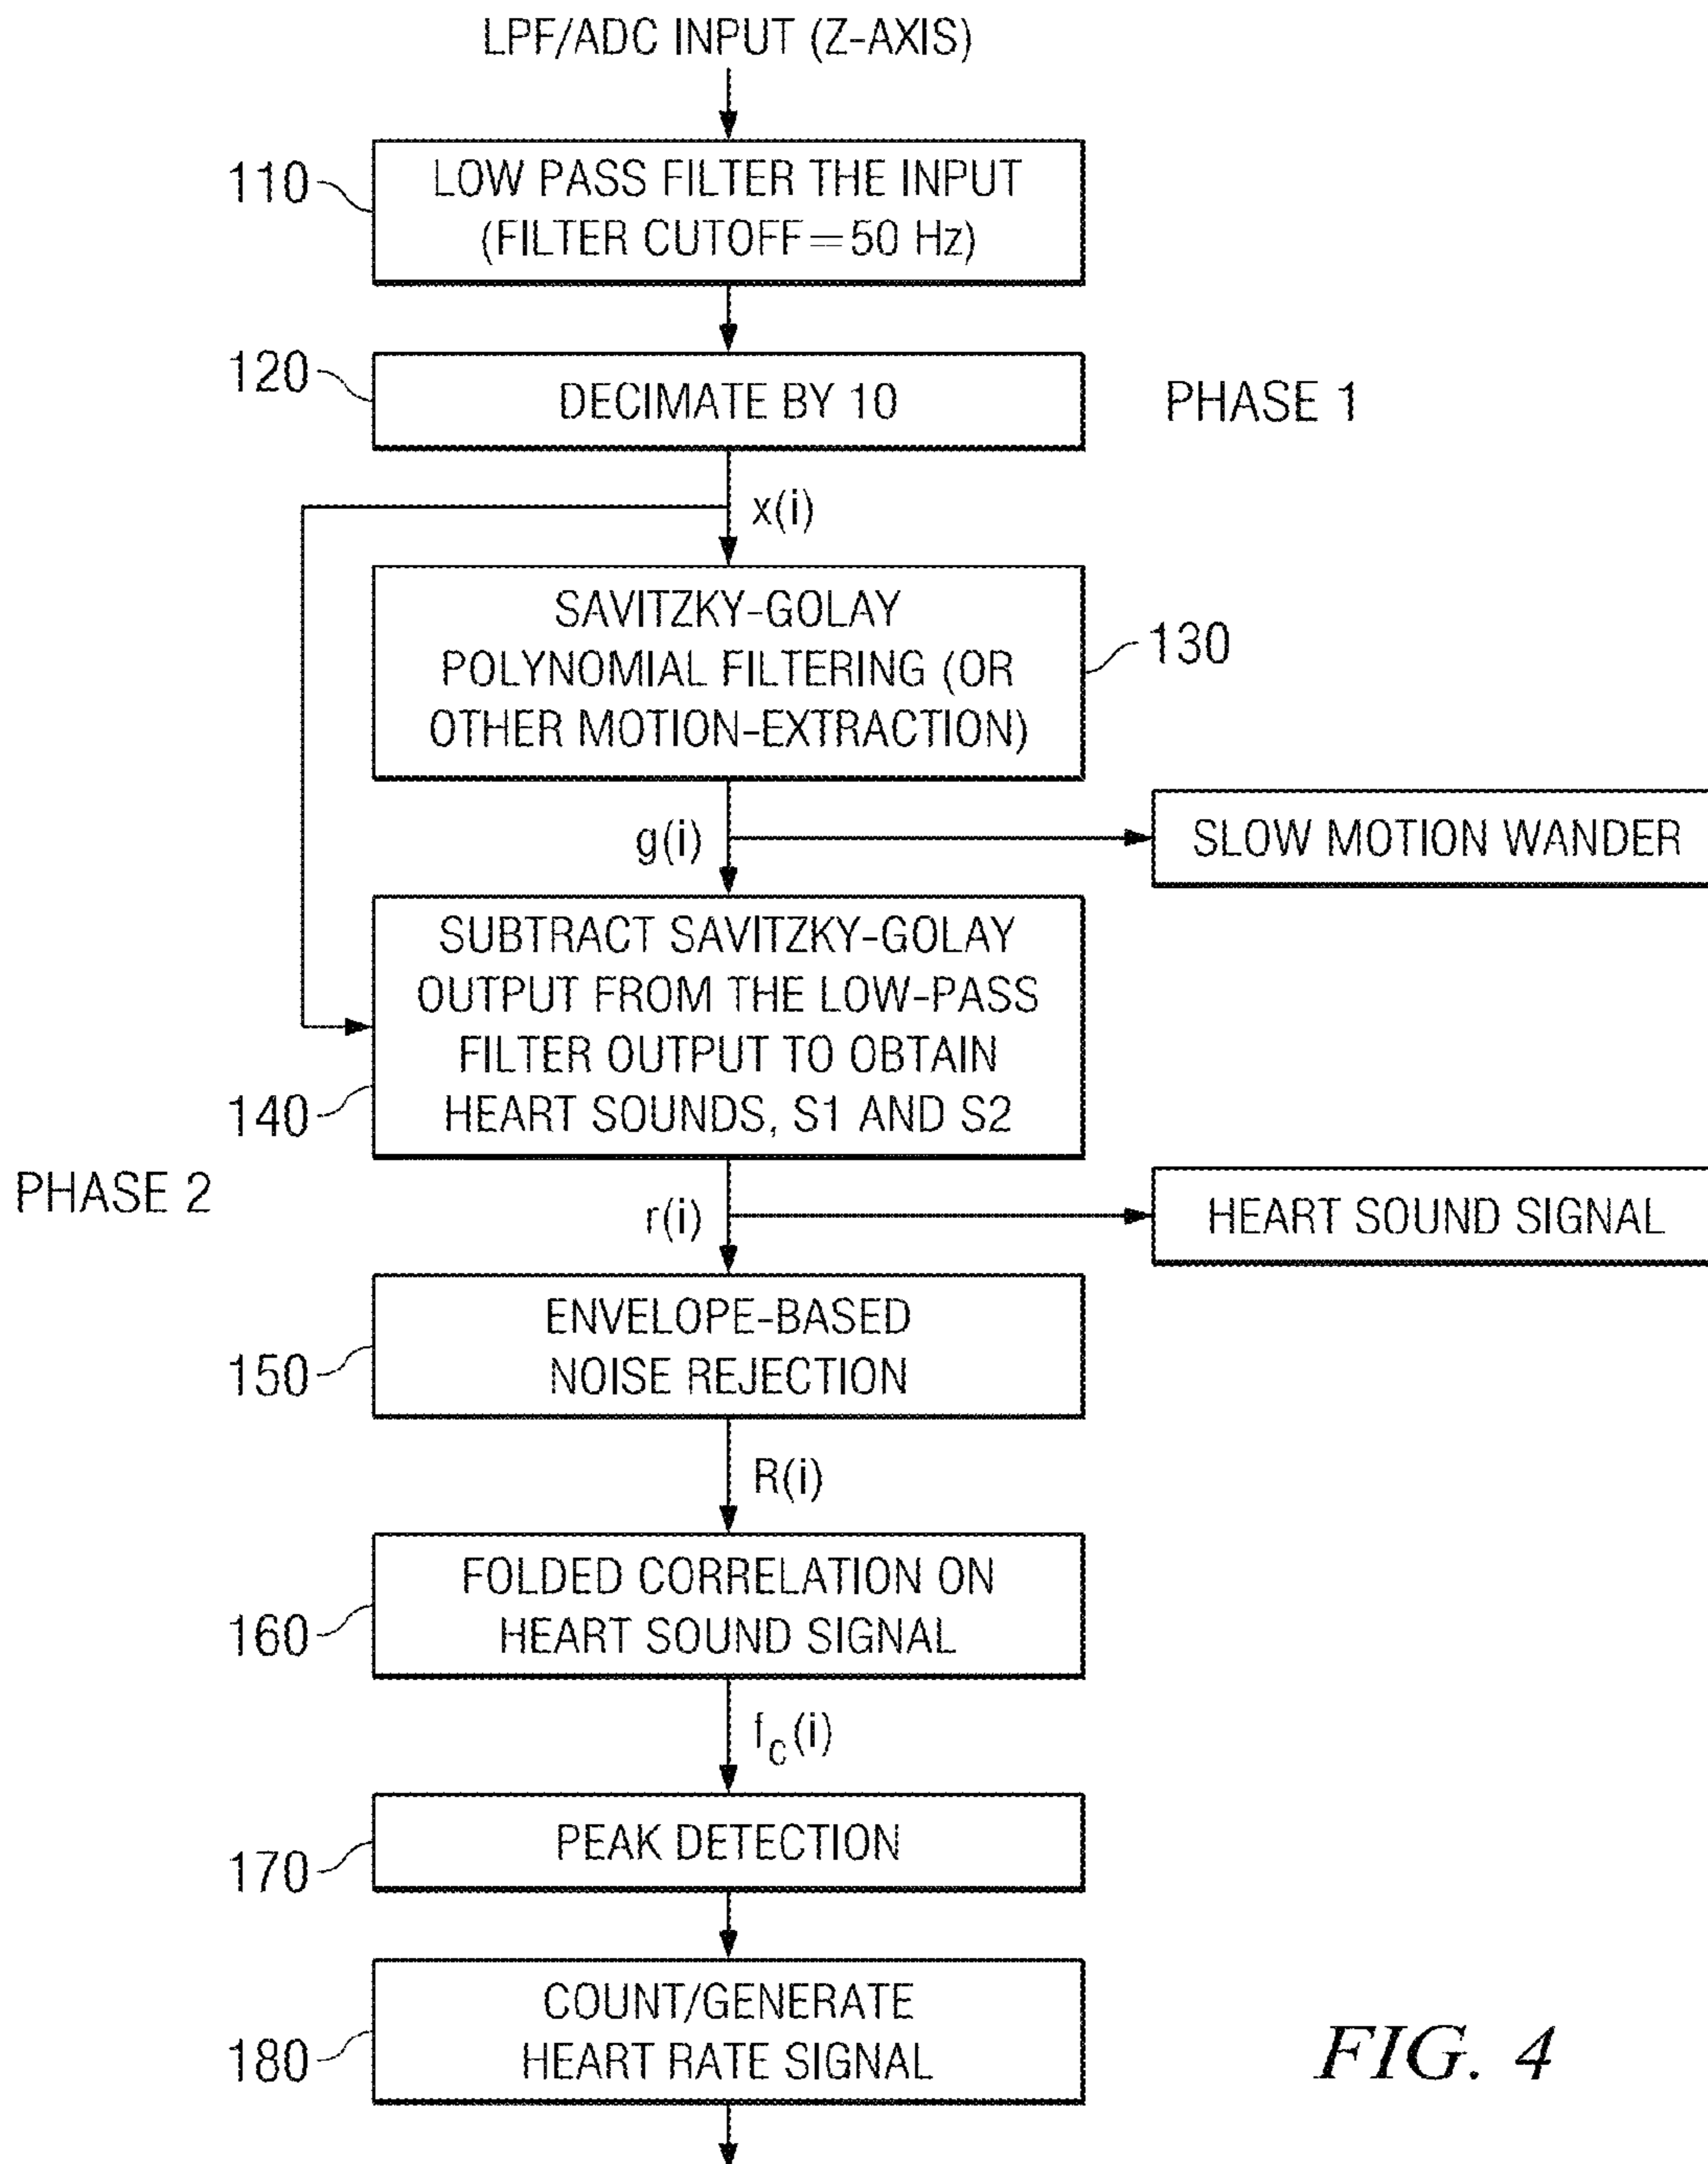 LPF/ADC INPUT (Z-AXIS)
110
LOW PASS FILTER THE INPUT
(FILTER CUTOFF=50 Hz)
120
DECIMATE BY 10
PHASE 1
x(i)
SAVITZKY-GOLAY
POLYNOMIAL FILTERING (OR
OTHER MOTION-EXTRACTION)
130
g(i)
SLOW MOTION WANDER
SUBTRACT SAVITZKY-GOLAY
OUTPUT FROM THE LOW-PASS
FILTER OUTPUT TO OBTAIN
HEART SOUNDS, S1 AND S2
140
PHASE 2
r(i)
HEART SOUND SIGNAL
ENVELOPE-BASED
NOISE REJECTION
150
R(i)
FOLDED CORRELATION ON
HEART SOUND SIGNAL
160
f_c(i)
PEAK DETECTION
170
COUNT/GENERATE
HEART RATE SIGNAL
180
FIG. 4